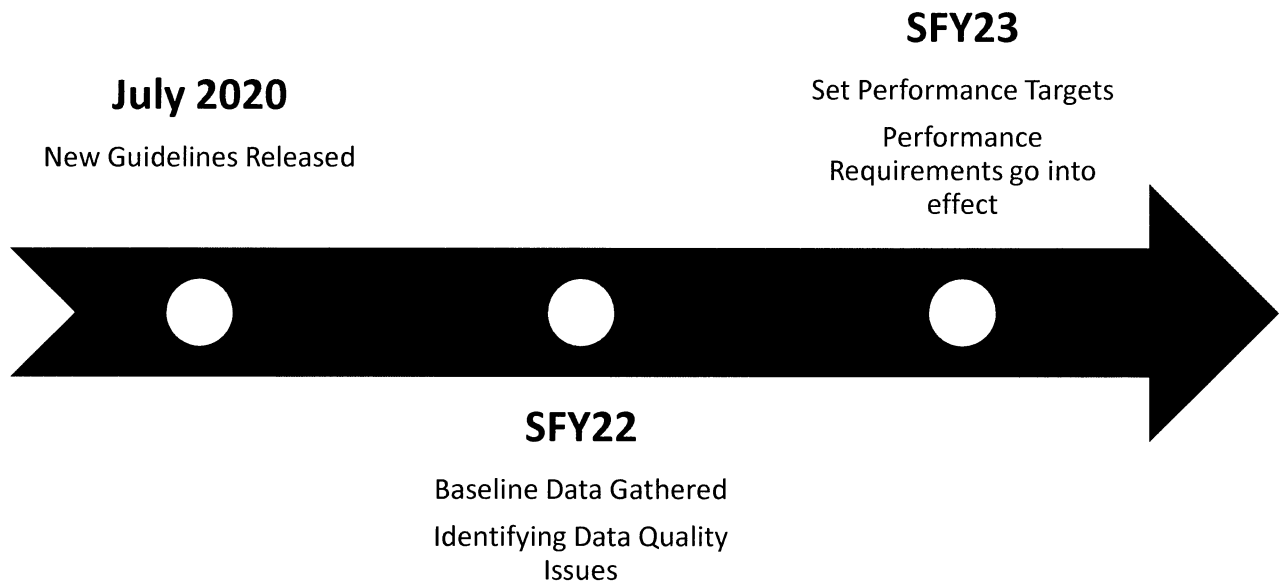 July 2020
New Guidelines Released
SFY22
Baseline Data Gathered
Identifying Data Quality
Issues
SFY23
Set Performance Targets
Performance
Requirements go into
effect